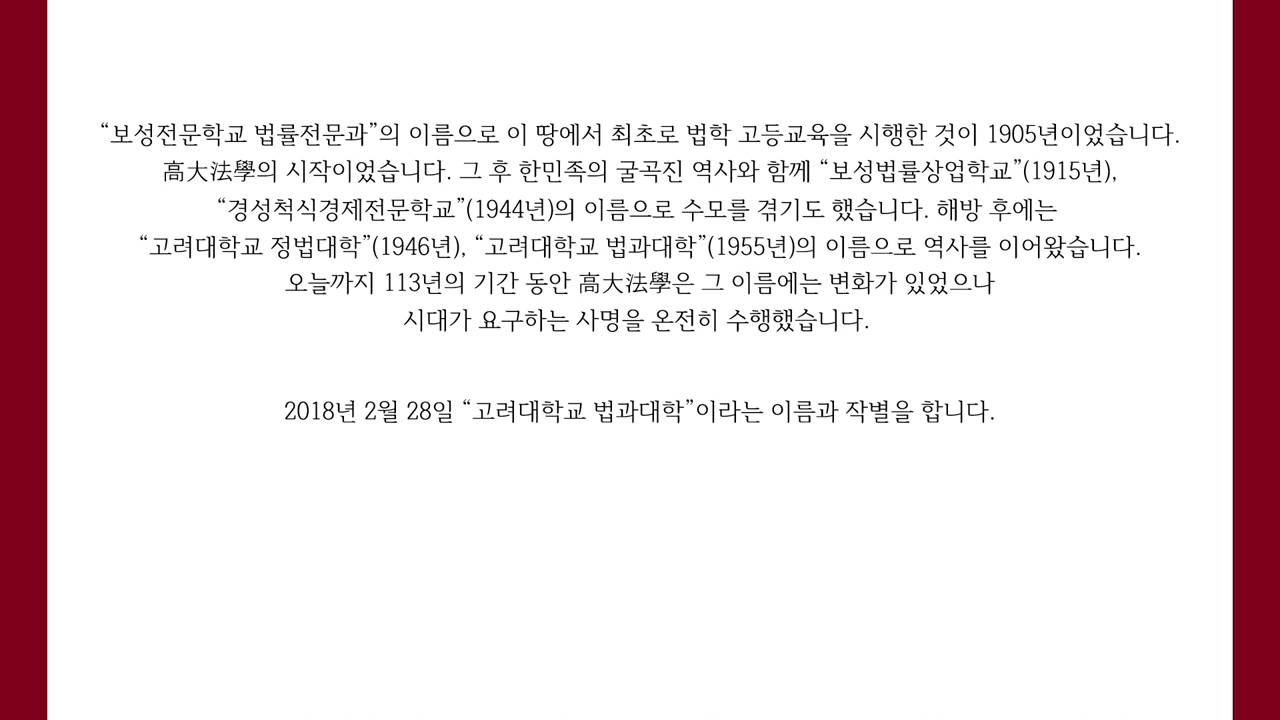 “보성전문학교 법률전문과”의 이름으로 이 땅에서 최초로 법학 고등교육을 시행한 것이 1905년이었습니다.
高大法學의 시작이었습니다. 그 후 한민족의 굴곡진 역사와 함께 “보성법률상업학교”(1915년),
“경성척식경제전문학교”(1944년)의 이름으로 수모를 겪기도 했습니다. 해방 후에는
“고려대학교 정법대학”(1946년), “고려대학교 법과대학”(1955년)의 이름으로 역사를 이어왔습니다.
오늘까지 113년의 기간 동안 高大法學은 그 이름에는 변화가 있었으나
시대가 요구하는 사명을 온전히 수행했습니다.
2018년 2월 28일 “고려대학교 법과대학”이라는 이름과 작별을 합니다.